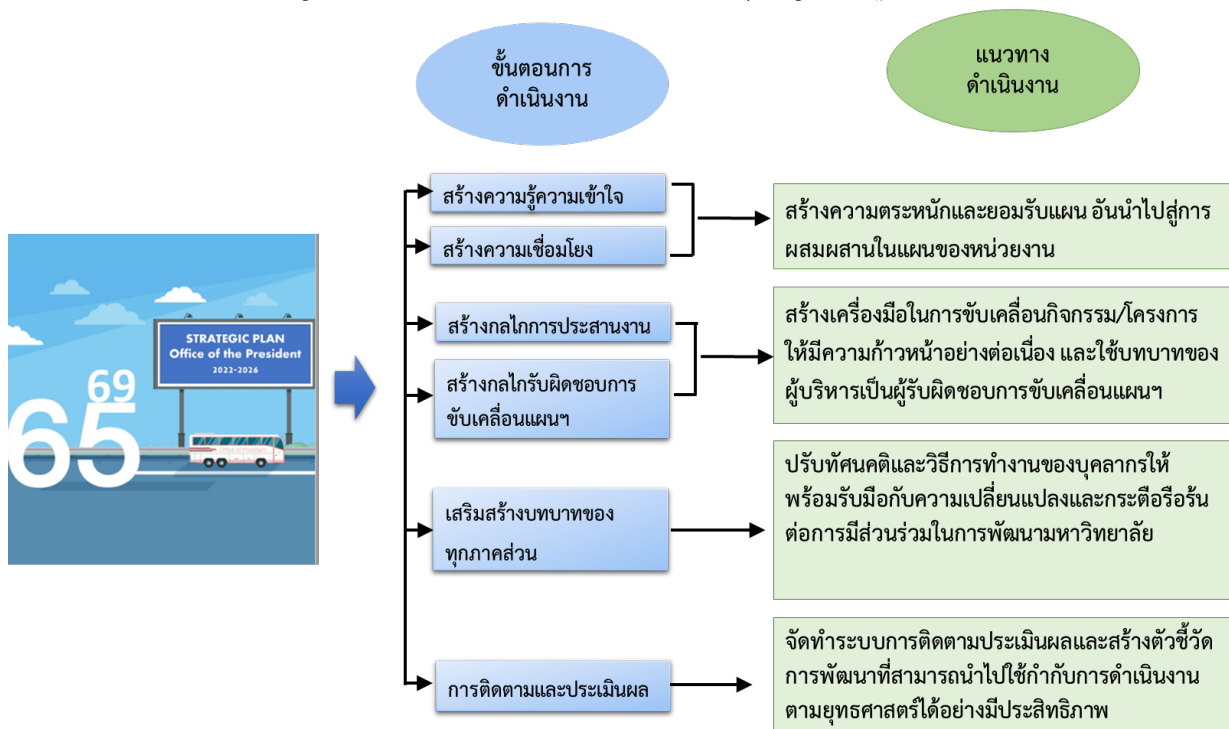 ขั้นตอนการ
ดำเนินงาน
แนวทาง
ดำเนินงาน
STRATEGIC PLAN
Office of the President
2022-2026
69
65
สร้างความรู้ความเข้าใจ
สร้างความเชื่อมโยง
สร้างความตระหนักและยอมรับแผน อันนำไปสู่การ
ผสมผสานในแผนของหน่วยงาน
สร้างกลไกการประสานงาน
สร้างกลไกรับผิดชอบการ
ขับเคลื่อนแผนฯ
สร้างเครื่องมือในการขับเคลื่อนกิจกรรม/โครงการ
ให้มีความก้าวหน้าอย่างต่อเนื่อง และใช้บทบาทของ
ผู้บริหารเป็นผู้รับผิดชอบการขับเคลื่อนแผนฯ
เสริมสร้างบทบาทของ
ทุกภาคส่วน
ปรับทัศนคติและวิธีการทำงานของบุคลากรให้
พร้อมรับมือกับความเปลี่ยนแปลงและกระตือรือร้น
ต่อการมีส่วนร่วมในการพัฒนามหาวิทยาลัย
การติดตามและประเมินผล
จัดทำระบบการติดตามประเมินผลและสร้างตัวชี้วัด
การพัฒนาที่สามารถนำไปใช้กำกับการดำเนินงาน
ตามยุทธศาสตร์ได้อย่างมีประสิทธิภาพ